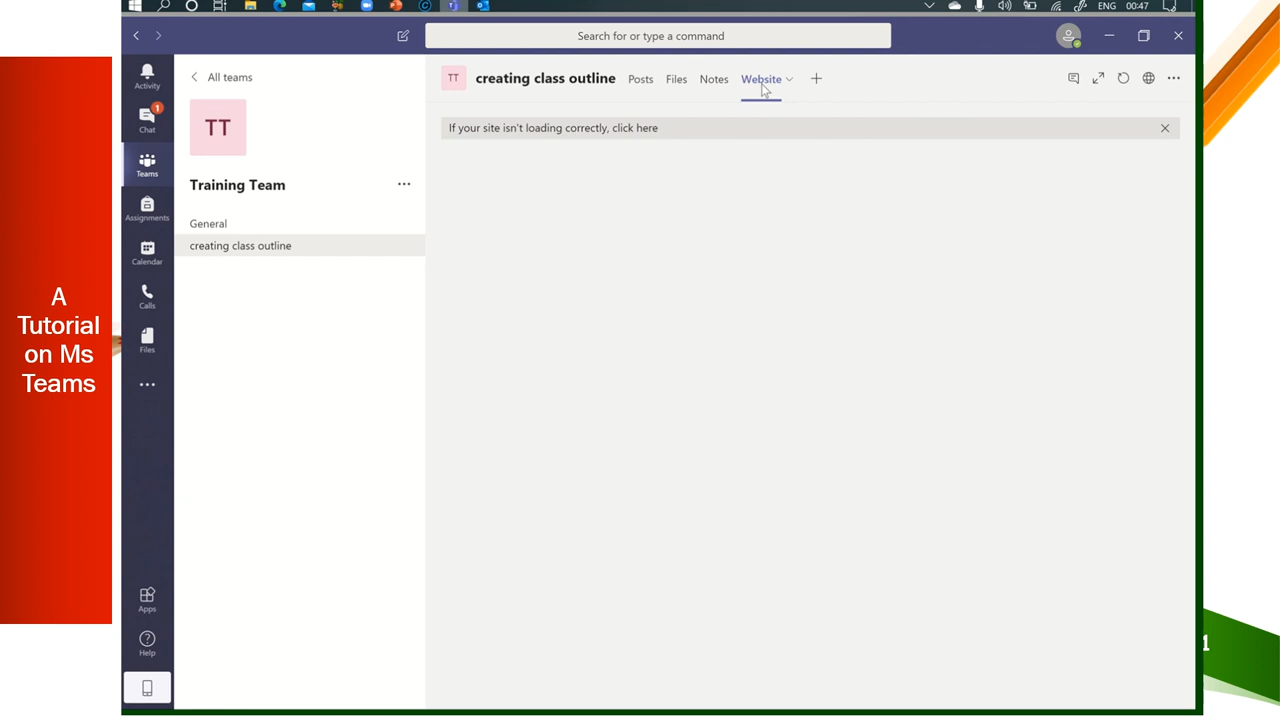 ENG
00:47
Search for or type a command
Activity
1
Chat
Teams
Assignments
Calendar
Calls
Files
Apps
Help
All teams
TT
Training Team
General
creating class outline
TT
creating class outline
Posts
Files
Notes
Website
If your site isn't loading correctly, click here
A
Tutorial
on Ms
Teams
1